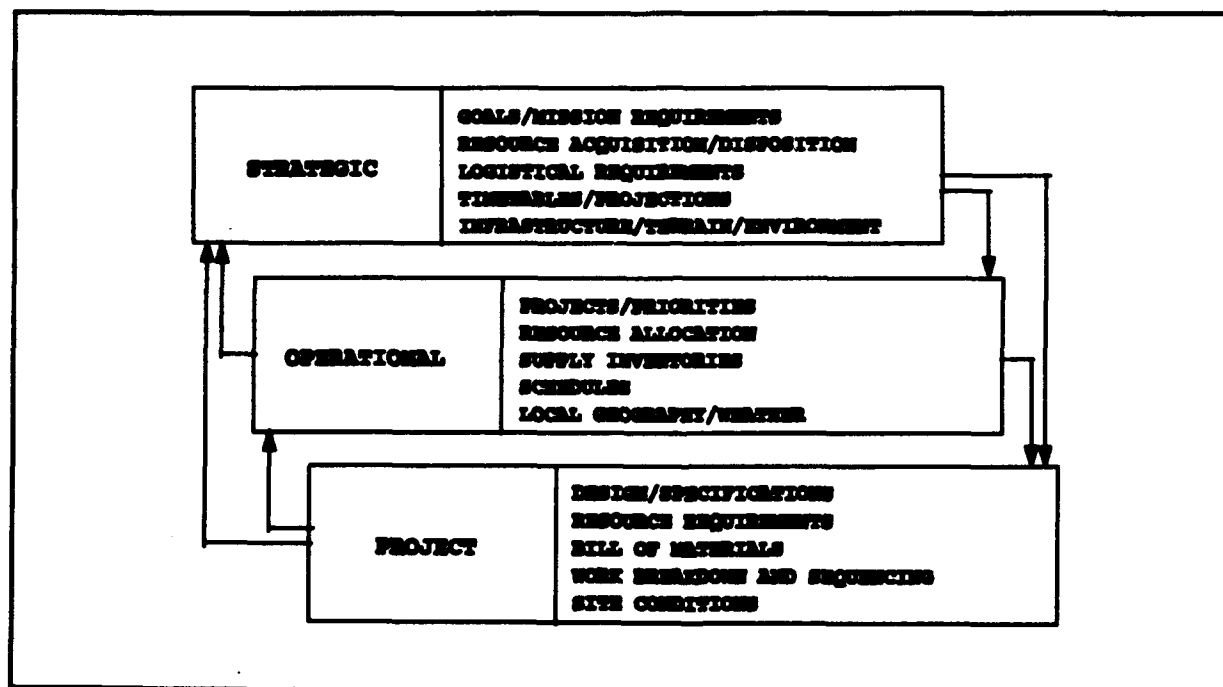 STRATEGIC
GOALS/MISSION REQUIREMENTS
RESOURCE ACQUISITION/DISPOSITION
LOGISTICAL REQUIREMENTS
TIMETABLES/PROJECTIONS
INFRASTRUCTURE/TERRAIN/ENVIRONMENT
OPERATIONAL
PROJECTS/PRIORITIES
RESOURCE ALLOCATION
SUPPLY INVENTORIES
SCHEDULES
LOCAL GEOGRAPHY/WEATHER
PROJECT
DESIGN/SPECIFICATIONS
RESOURCE REQUIREMENTS
BILL OF MATERIALS
WORK BREAKDOWN AND SEQUENCING
SITE CONDITIONS